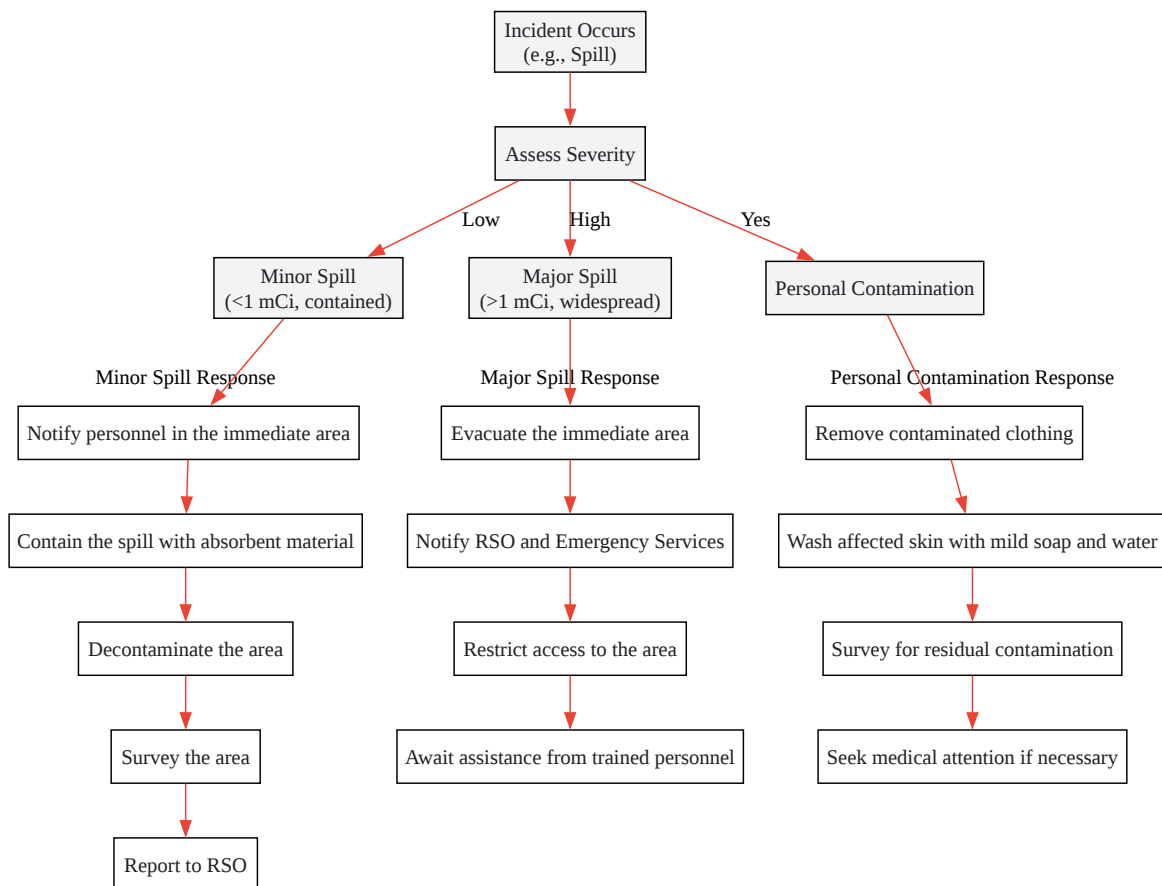 Incident Occurs
(e.g., Spill)
Assess Severity
Low
High
Yes
Minor Spill
(<1 mCi, contained)
Major Spill
(>1 mCi, widespread)
Personal Contamination
Minor Spill Response
Major Spill Response
Personal Contamination Response
Notify personnel in the immediate area
Evacuate the immediate area
Remove contaminated clothing
Contain the spill with absorbent material
Notify RSO and Emergency Services
Wash affected skin with mild soap and water
Decontaminate the area
Restrict access to the area
Survey for residual contamination
Survey the area
Await assistance from trained personnel
Seek medical attention if necessary
Report to RSO